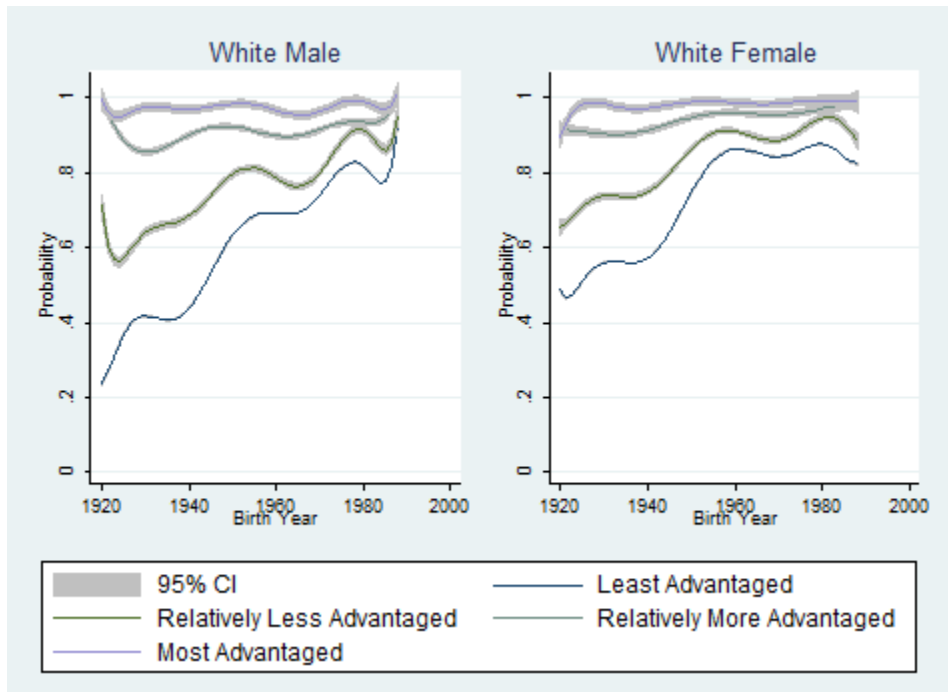 White Male
White Female
Probability
1
.8
.6
.4
.2
0
1920 1940 1960 1980 2000
Birth Year
Probability
1
.8
.6
.4
.2
0
1920 1940 1960 1980 2000
Birth Year
95% CI
Least Advantaged
Relatively Less Advantaged
Relatively More Advantaged
Most Advantaged